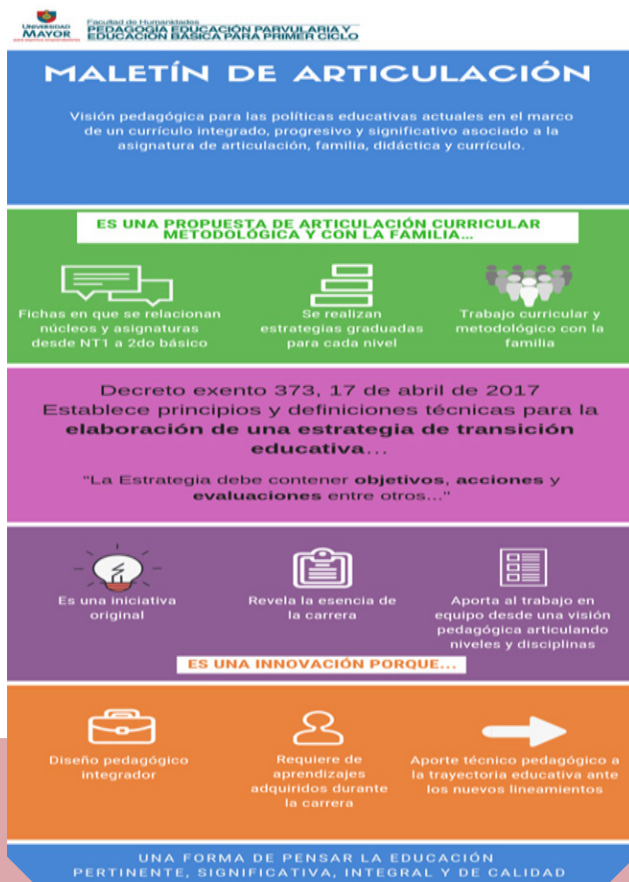 UNIVERSIDAD
MAYOR
para espíritus emprendedores
Facultad de Humanidades
PEDAGOGÍA EDUCACIÓN PARVULARIA Y
EDUCACIÓN BÁSICA PARA PRIMER CICLO
MALETÍN DE ARTICULACIÓN
Visión pedagógica para las políticas educativas actuales en el marco
de un currículo integrado, progresivo y significativo asociado a la
asignatura de articulación, familia, didáctica y currículo.
ES UNA PROPUESTA DE ARTICULACIÓN CURRICULAR
METODOLÓGICA Y CON LA FAMILIA...
Fichas en que se relacionan
núcleos y asignaturas
desde NT1 a 2do básico
Se realizan
estrategias graduadas
para cada nivel
Trabajo curricular y
metodológico con la
familia
Decreto exento 373, 17 de abril de 2017
Establece principios y definiciones técnicas para la
elaboración de una estrategia de transición
educativa...
"La Estrategia debe contener objetivos, acciones y
evaluaciones entre otros..."
Es una iniciativa
original
Revela la esencia de
la carrera
Aporta al trabajo en
equipo desde una visión
pedagógica articulando
niveles y disciplinas
ES UNA INNOVACIÓN PORQUE...
Diseño pedagógico
integrador
Requiere de
aprendizajes
adquiridos durante
la carrera
Aporte técnico pedagógico a
la trayectoria educativa ante
los nuevos lineamientos
UNA FORMA DE PENSAR LA EDUCACIÓN
PERTINENTE, SIGNIFICATIVA, INTEGRAL Y DE CALIDAD